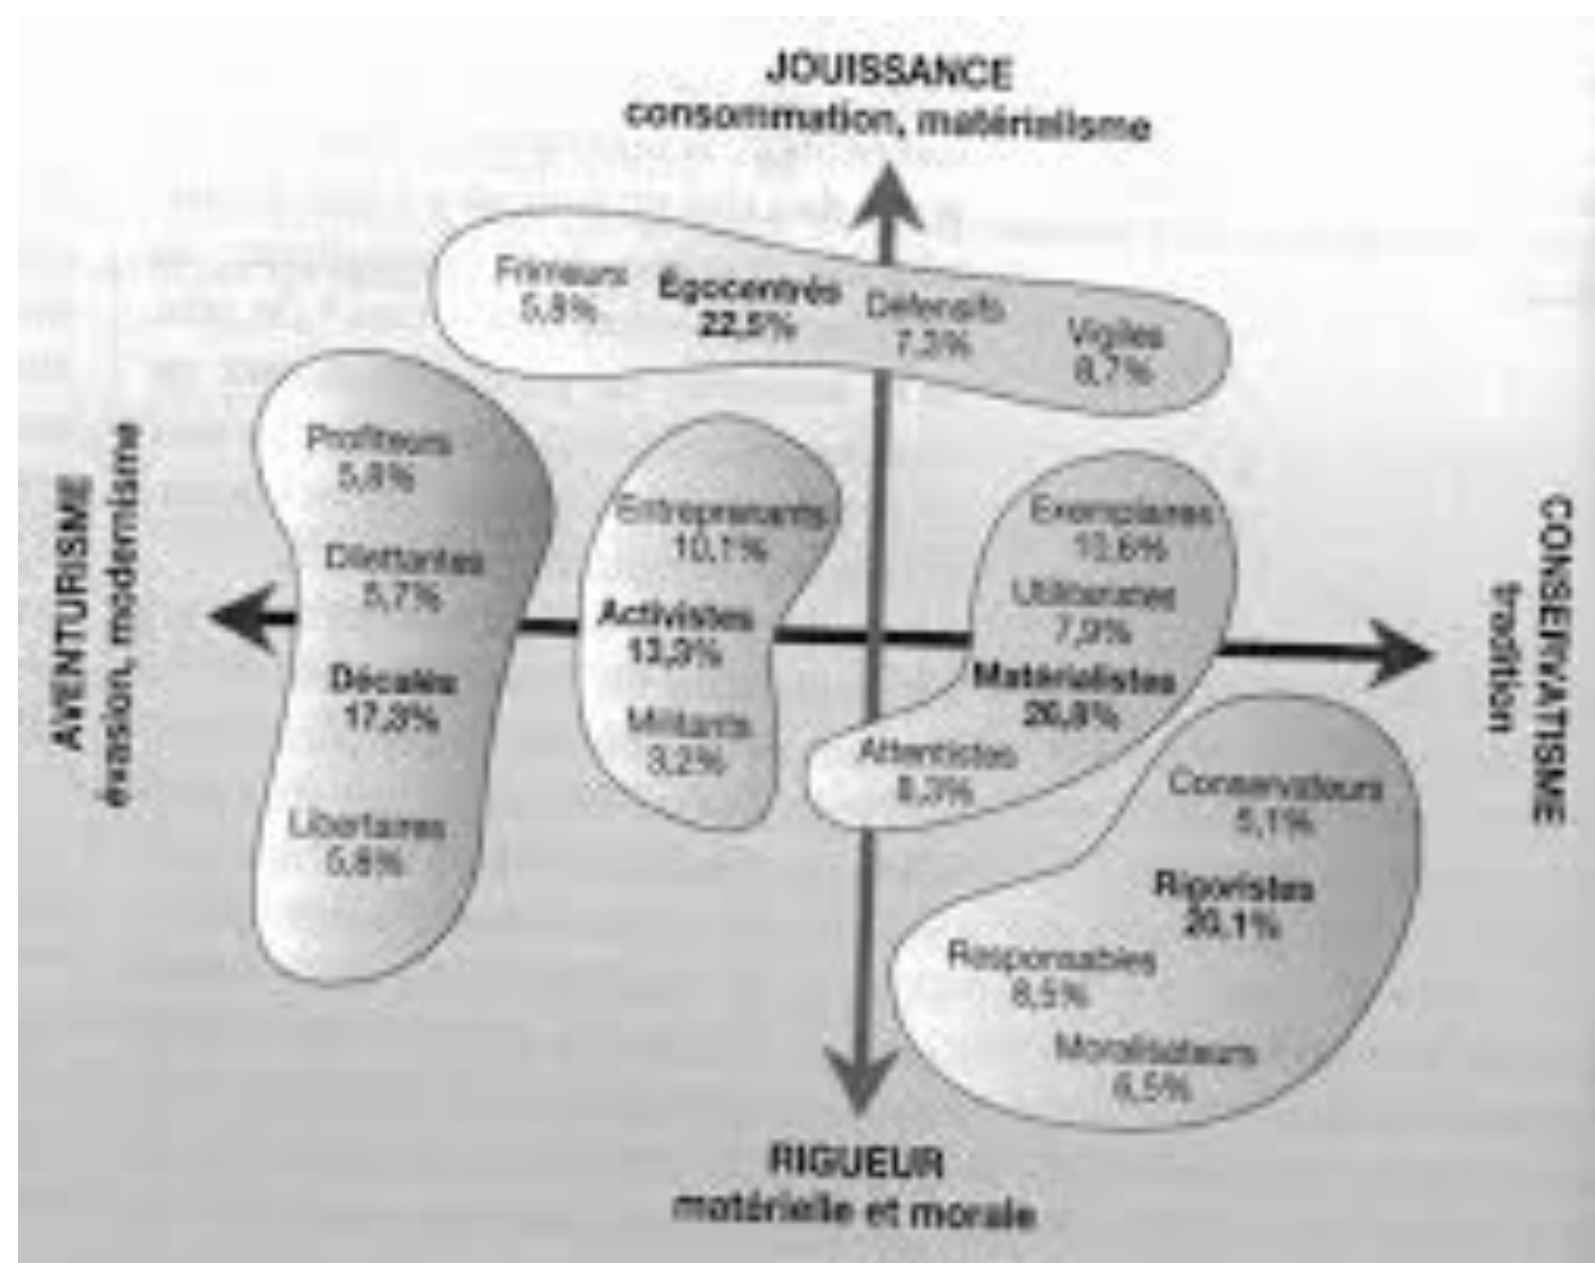 JOUISSANCE
consommation, matérialisme
Frimeurs
5,8%
Égocentrés
22,5%
Défensifs
7,3%
Vigiles
8,7%
AVENTURISME
évasion, modernisme
Profiteurs
5,8%
Dilettantes
5,7%
Décalés
17,3%
Libertaires
5,8%
Entreprenants
10,1%
Activistes
13,3%
Militants
3,2%
Exemplaires
10,6%
Utilitaristes
7,9%
Matérialistes
26,8%
Attentistes
8,3%
Conservateurs
5,1%
Rigoristes
20,1%
Responsables
8,5%
Moralisateurs
6,5%
CONSERVATISME
tradition
RIGUEUR
matérielle et morale